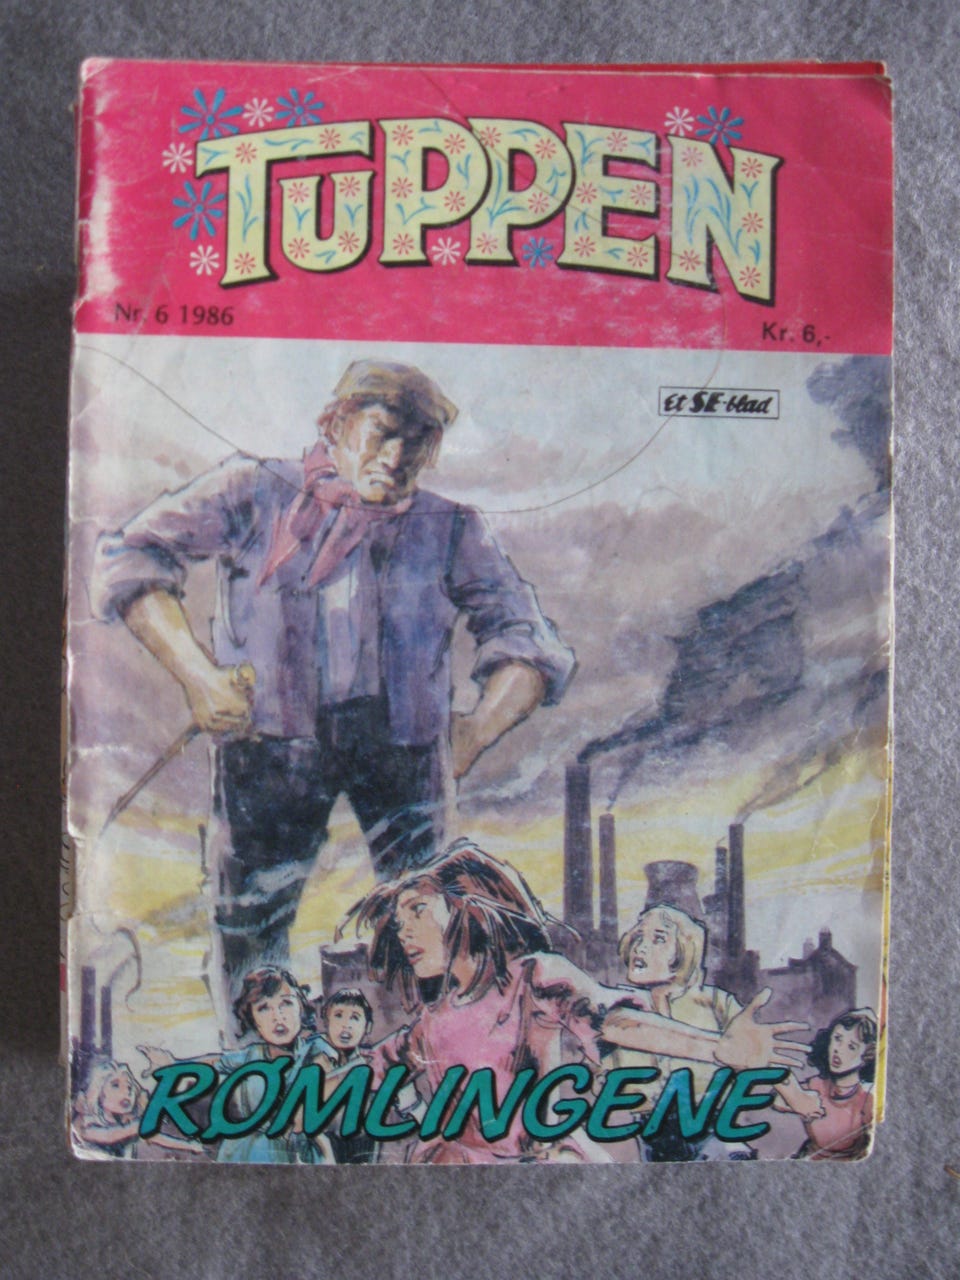 TUPPEN
Nr. 6 1986
Kr. 6,-
Et SE-blad
RØMLINGENE